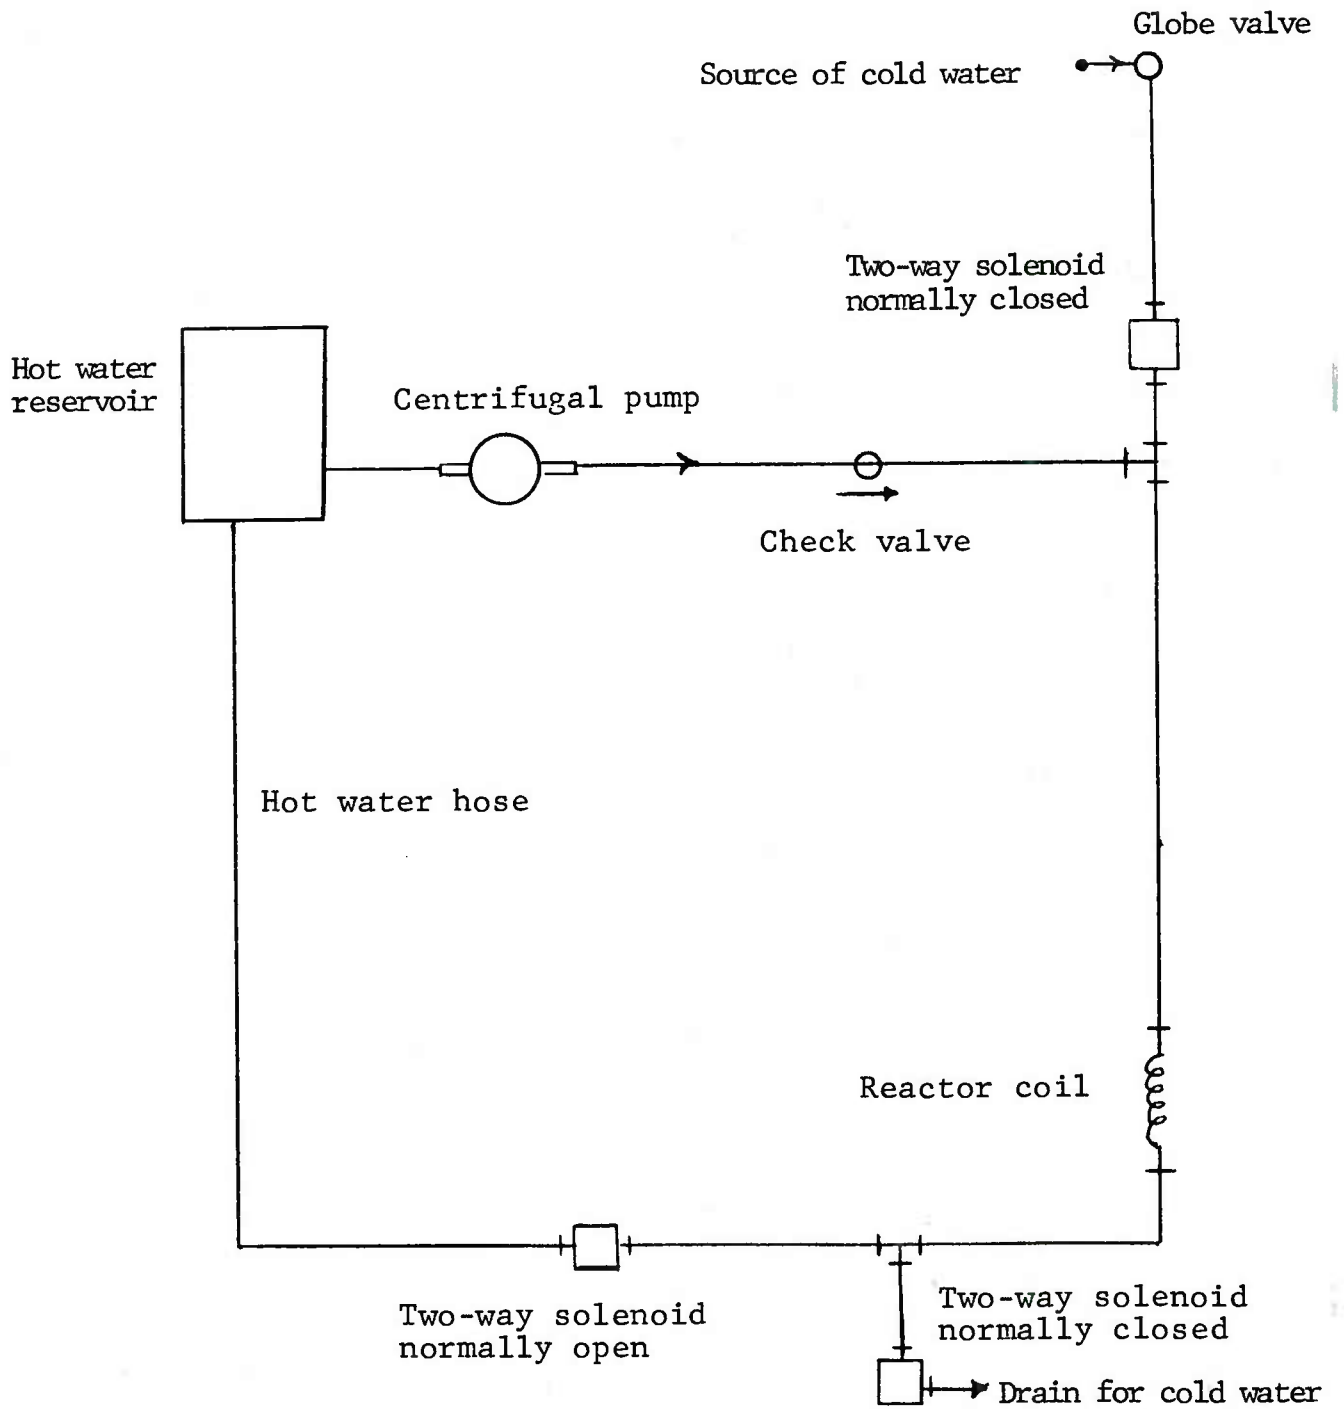 Globe valve
Source of cold water
Two-way solenoid
normally closed
Hot water
reservoir
Centrifugal pump
Check valve
Hot water hose
Reactor coil
Two-way solenoid
normally open
Two-way solenoid
normally closed
Drain for cold water